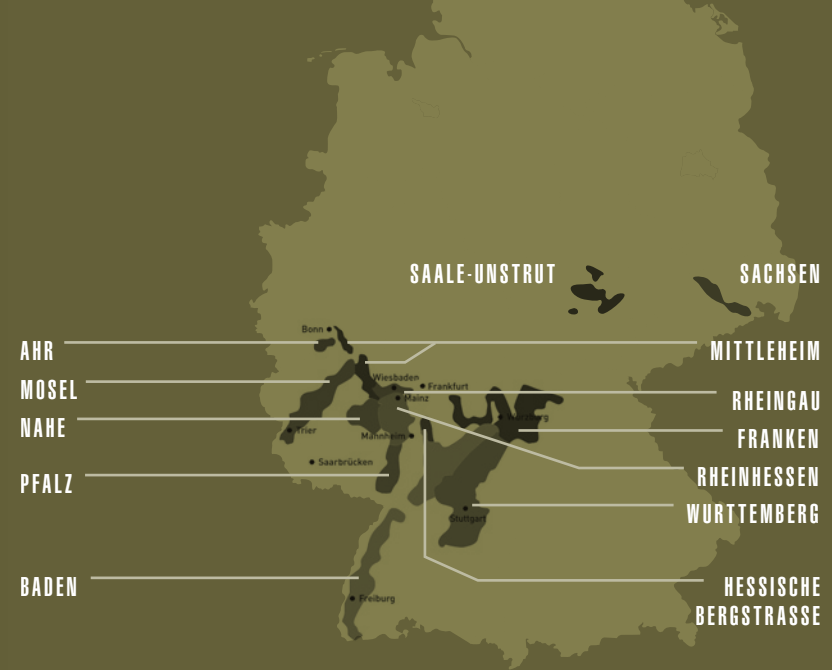 SAALE-UNSTRUT
SACHSEN
Bonn
AHR
MITTLEHEIM
Wiesbaden
Frankfurt
MOSEL
Mainz
RHEINGAU
Würzburg
NAHE
Trier
Mannheim
FRANKEN
Saarbrücken
RHEINHESSEN
PFALZ
WURTTEMBERG
Stuttgart
BADEN
Freiburg
HESSISCHE
BERGSTRASSE